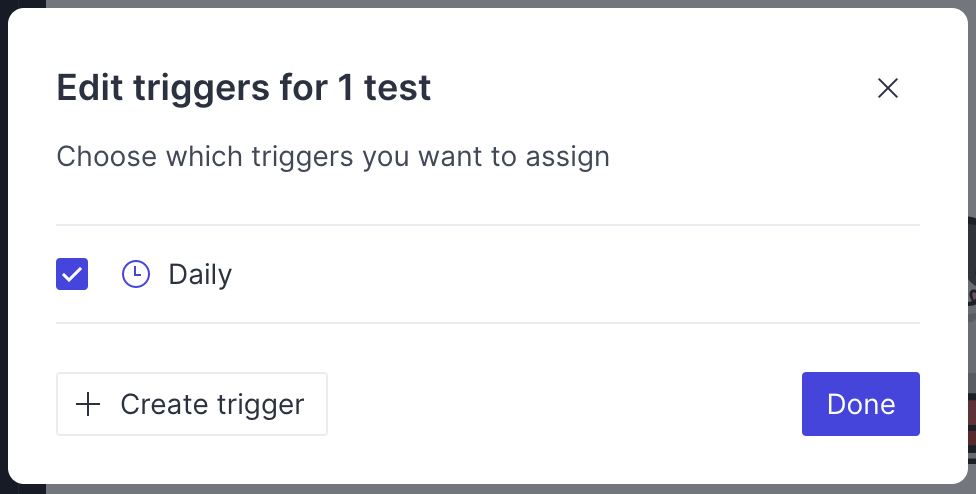 Edit triggers for 1 test
Choose which triggers you want to assign
Daily
Create trigger
Done